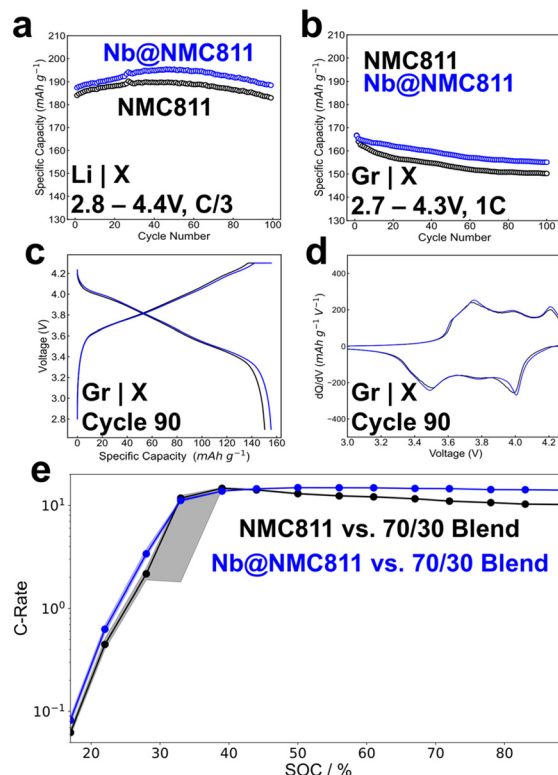 a
Nb@NMC811
NMC811
Li | X
2.8 – 4.4V, C/3
Specific Capacity (mAh g⁻¹)
210
200
190
180
170
160
150
140
130
0
20
40
60
80
100
Cycle Number
b
NMC811
Nb@NMC811
Gr | X
2.7 – 4.3V, 1C
Specific Capacity (mAh g⁻¹)
210
200
190
180
170
160
150
140
130
0
20
40
60
80
100
Cycle Number
c
Gr | X
Cycle 90
Voltage (V)
4.2
4.0
3.8
3.6
3.4
3.2
3.0
2.8
0
20
40
60
80
100
120
140
160
Specific Capacity (mAh g⁻¹)
d
Gr | X
Cycle 90
dQ/dV (mAh g⁻¹ V⁻¹)
400
200
0
-200
-400
3.0
3.2
3.4
3.6
3.8
4.0
4.2
Voltage (V)
e
NMC811 vs. 70/30 Blend
Nb@NMC811 vs. 70/30 Blend
C-Rate
10¹
10⁰
10⁻¹
20
30
40
50
60
70
80
SOC / %